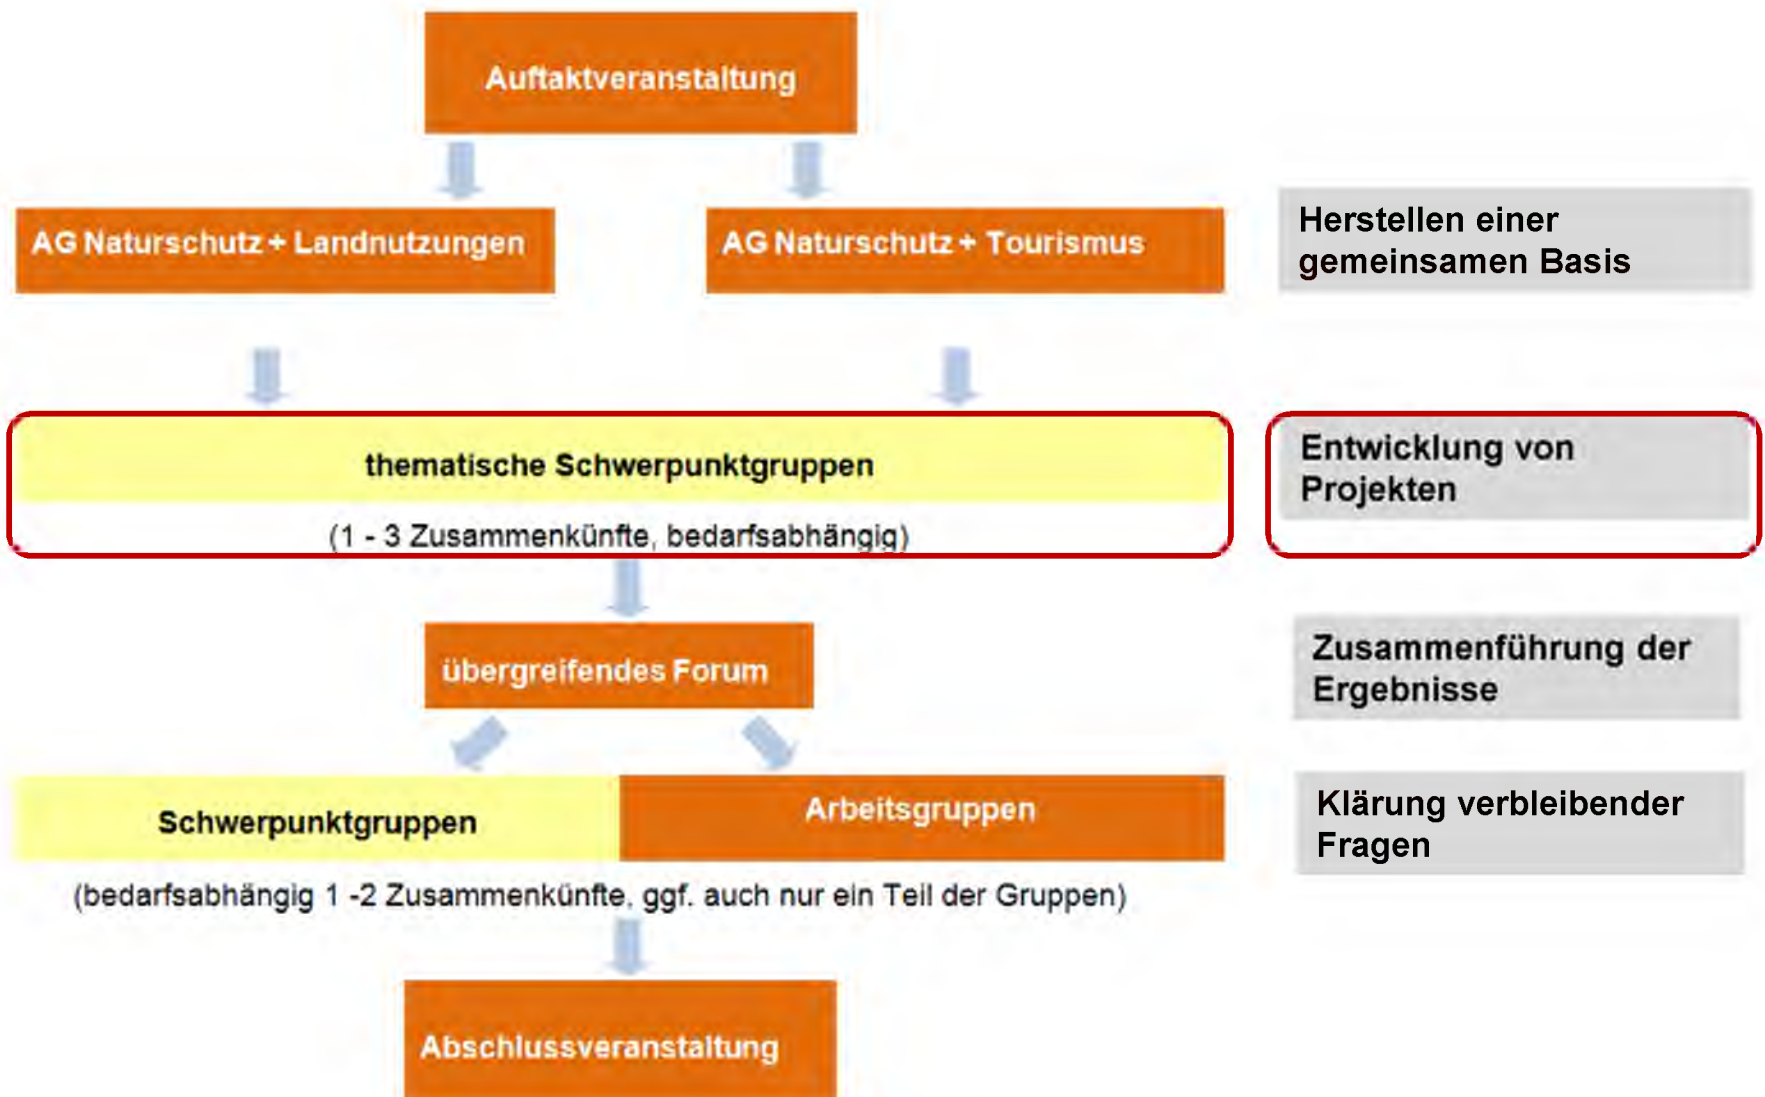 Auftaktveranstaltung
AG Naturschutz + Landnutzungen
AG Naturschutz + Tourismus
Herstellen einer
gemeinsamen Basis
thematische Schwerpunktgruppen
(1 - 3 Zusammenkünfte, bedarfsabhängig)
Entwicklung von
Projekten
übergreifendes Forum
Zusammenführung der
Ergebnisse
Schwerpunktgruppen
Arbeitsgruppen
Klärung verbleibender
Fragen
(bedarfsabhängig 1 -2 Zusammenkünfte, ggf. auch nur ein Teil der Gruppen)
Abschlussveranstaltung